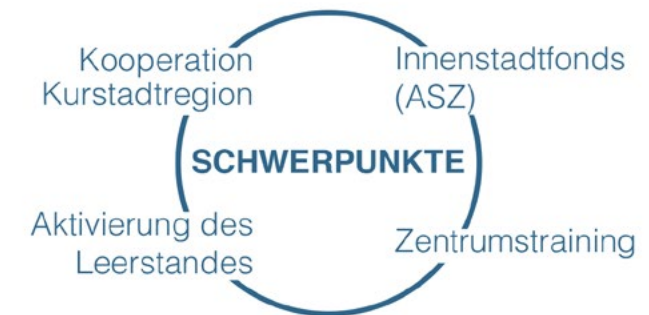 Kooperation
Kurstadtregion
Innenstadtfonds
(ASZ)
SCHWERPUNKTE
Aktivierung des
Leerstandes
Zentrumstraining